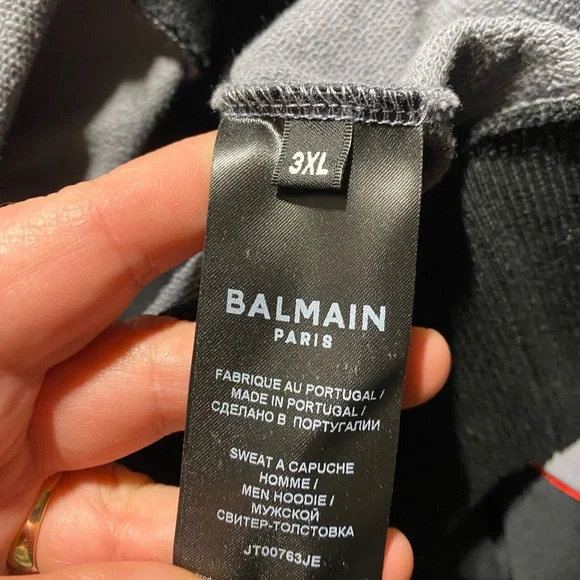 3XL
BALMAIN
PARIS
FABRIQUE AU PORTUGAL /
MADE IN PORTUGAL /
СДЕЛАНО В ПОРТУГАЛИИ
SWEAT A CAPUCHE
HOMME /
MEN HOODIE /
МУЖСКОЙ
СВИТЕР-ТОЛСТОВКА
JT00763JE